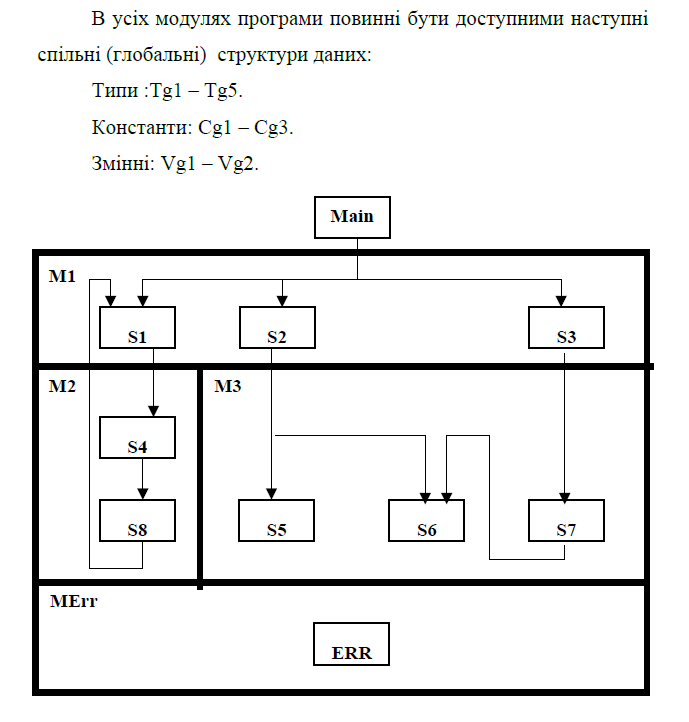 В усіх модулях програми повинні бути доступними наступні
спільні (глобальні) структури даних:
Типи :Tg1 – Tg5.
Константи: Cg1 – Cg3.
Змінні: Vg1 – Vg2.
Main
M1
S1 S2 S3
M2 M3
S4
S8 S5 S6 S7
MErr
ERR